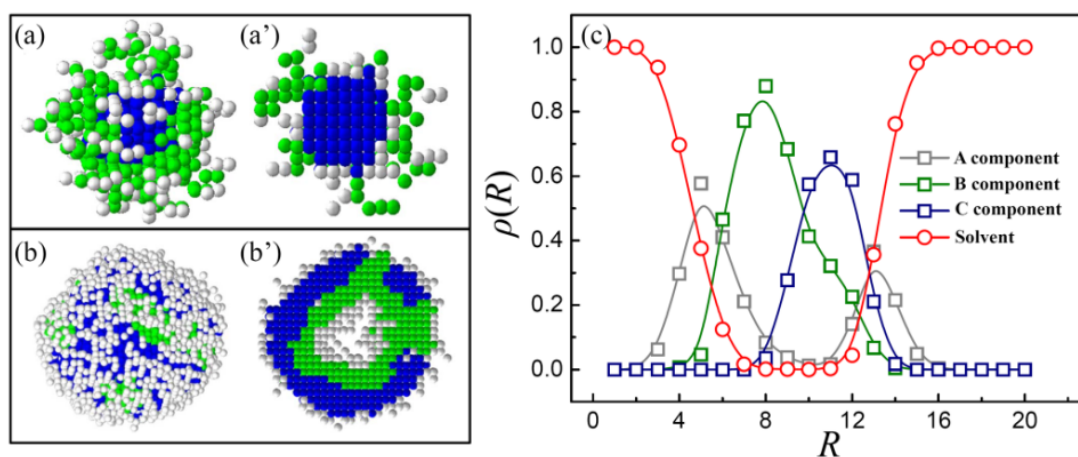 (a)
(a')
(b)
(b')
(c)
1.0
0.8
0.6
0.4
0.2
0.0
ρ(R)
A component
B component
C component
Solvent
0
4
8
12
16
20
R